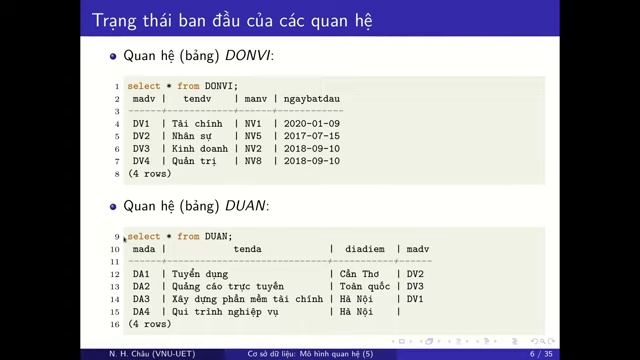 Trạng thái ban đầu của các quan hệ
Quan hệ (bảng) DONVI:
1 select * from DONVI;
2 madv | tendv | manv | ngaybatdau
3 ------+------------+------+------------
4 DV1 | Tài chính | NV1 | 2020-01-09
5 DV2 | Nhân sự | NV5 | 2017-07-15
6 DV3 | Kinh doanh | NV2 | 2018-09-10
7 DV4 | Quản trị | NV8 | 2018-09-10
8 (4 rows)
Quan hệ (bảng) DUAN:
9 select * from DUAN;
10 mada | tenda | diadiem | madv
11 ------+----------------------------+-----------+------
12 DA1 | Tuyển dụng | Cần Thơ | DV2
13 DA2 | Quảng cáo trực tuyến | Toàn quốc | DV3
14 DA3 | Xây dựng phần mềm tài chính | Hà Nội | DV1
15 DA4 | Qui trình nghiệp vụ | Hà Nội |
16 (4 rows)
N. H. Châu (VNU-UET) Cơ sở dữ liệu: Mô hình quan hệ (5) 6 / 35